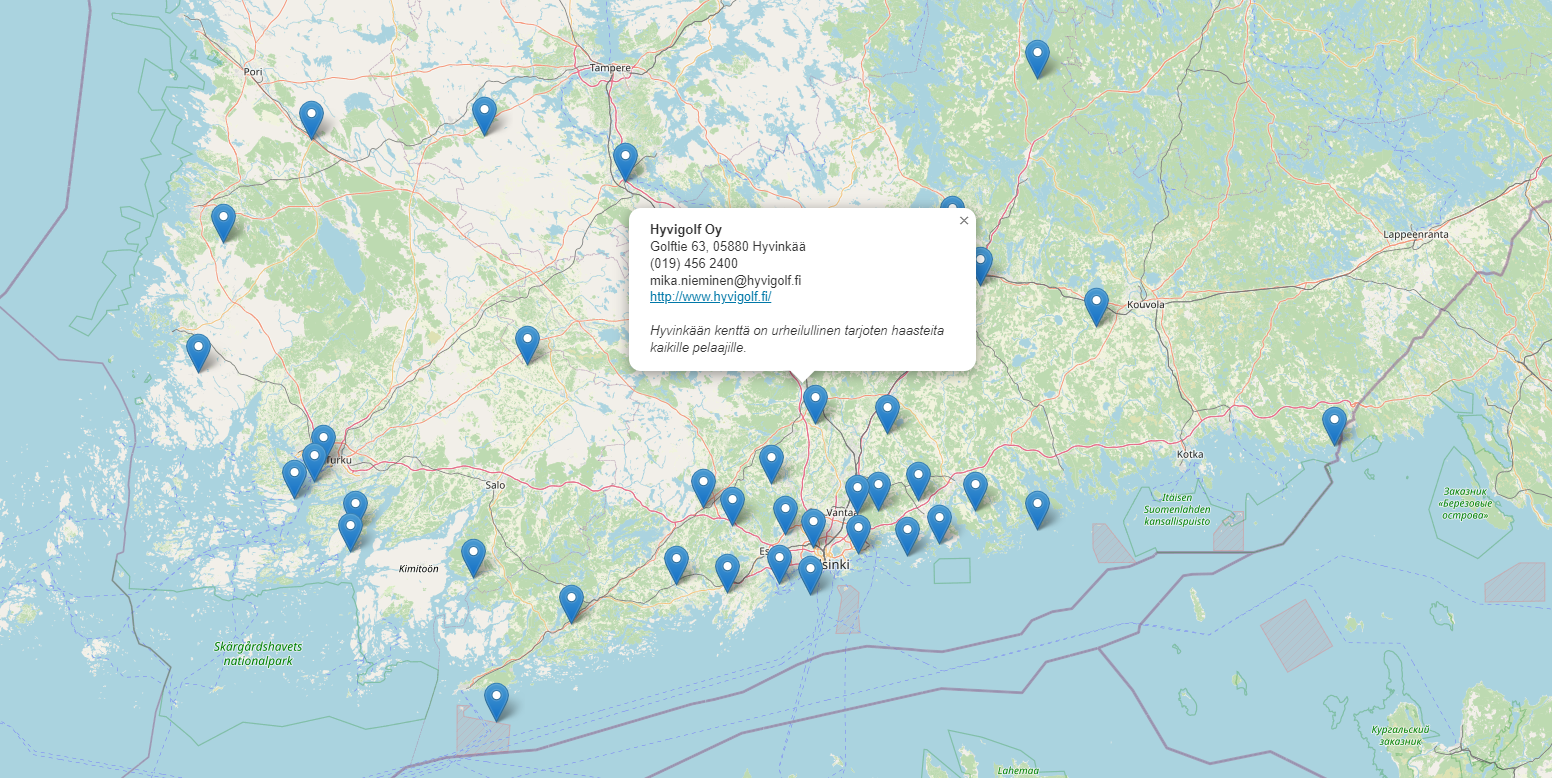 Pori
Tampere
Hyvigolf Oy
×
Golftie 63, 05880 Hyvinkää
(019) 456 2400
mika.nieminen@hyvigolf.fi
http://www.hyvigolf.fi/
Hyvinkään kenttä on urheilullinen tarjoten haasteita
kaikille pelaajille.
Lappeenranta
Kouvola
Turku
Kotka
Salo
Vantaa
Es
sinki
Kimitoön
Itäisen
Suomenlahden
kansallispuisto
Заказник
«Березовые
острова»
Skärgårdshavets
nationalpark
Кургальский
заказник
Lahemaa